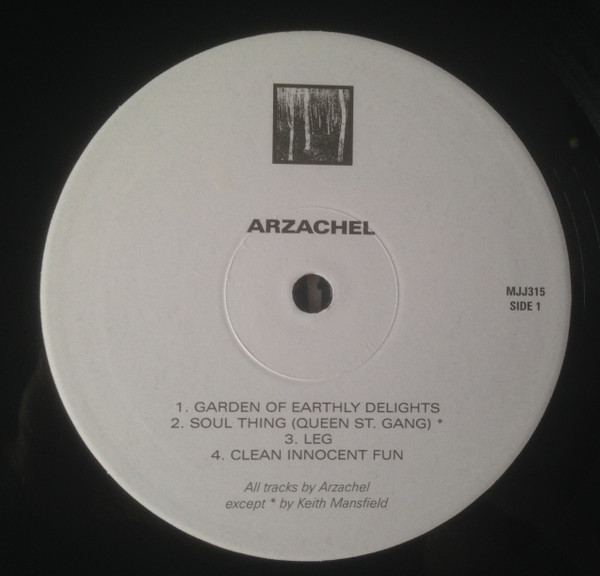 ARZACHEL
MJJ315
SIDE 1
1. GARDEN OF EARTHLY DELIGHTS
2. SOUL THING (QUEEN ST. GANG) *
3. LEG
4. CLEAN INNOCENT FUN
All tracks by Arzachel
except * by Keith Mansfield